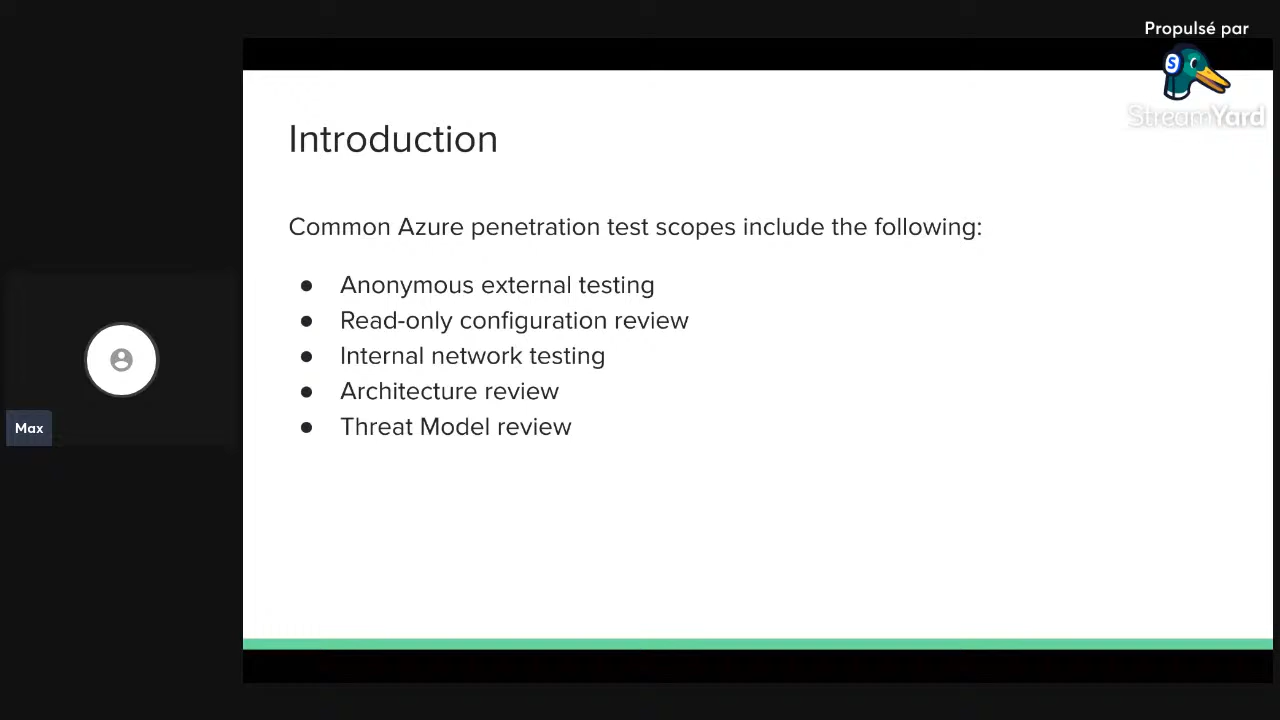 Propulsé par
S
StreamYard
Introduction
Common Azure penetration test scopes include the following:
● Anonymous external testing
● Read-only configuration review
● Internal network testing
● Architecture review
● Threat Model review
Max